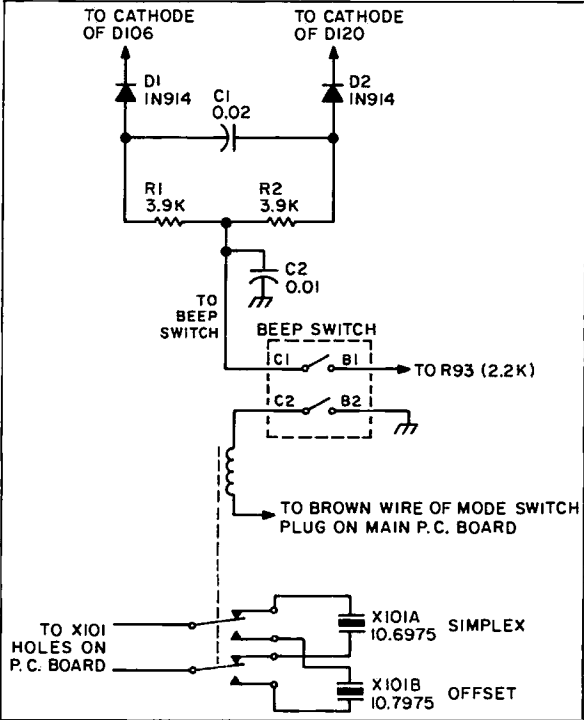 TO CATHODE
OF D106
TO CATHODE
OF D120
D1
1N914
C1
0.02
D2
1N914
R1
3.9K
R2
3.9K
C2
0.01
TO
BEEP
SWITCH
BEEP SWITCH
C1
B1
TO R93 (2.2K)
C2
B2
TO BROWN WIRE OF MODE SWITCH
PLUG ON MAIN P.C. BOARD
TO X101
HOLES ON
P.C. BOARD
X101A
10.6975
SIMPLEX
X101B
10.7975
OFFSET